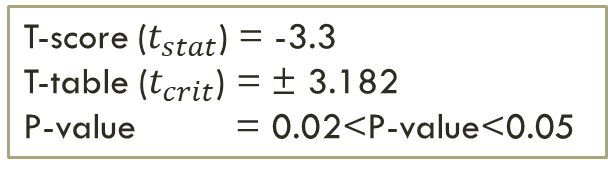 T-score (t_stat) = -3.3
T-table (t_crit) = ± 3.182
P-value = 0.02<P-value<0.05